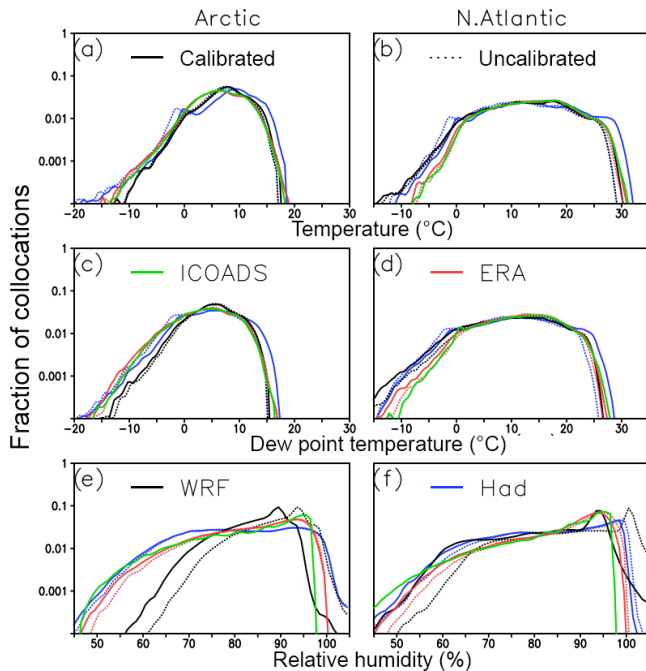 Arctic N.Atlantic
(a) Calibrated (b) Uncalibrated
1
0.1
0.01
0.001
-20 -10 0 10 20 30 -10 0 10 20 30
Temperature (°C) Temperature (°C)
Fraction of collocations
(c) ICOADS (d) ERA
1
0.1
0.01
0.001
-20 -10 0 10 20 30 -10 0 10 20 30
Dew point temperature (°C)
(e) WRF (f) Had
1
0.1
0.01
0.001
50 60 70 80 90 100 50 60 70 80 90 100
Relative humidity (%)